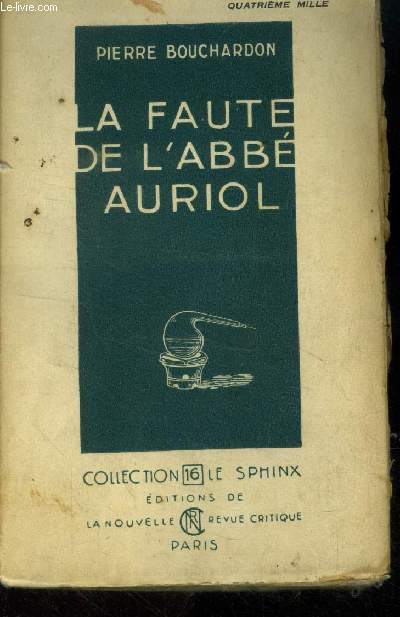 Le-livre.com
QUATRIÈME MILLE
PIERRE BOUCHARDON
LA FAUTE
DE L'ABBÉ
AURIOL
COLLECTION 16 LE SPHINX
ÉDITIONS DE
LA NOUVELLE NRC REVUE CRITIQUE
PARIS